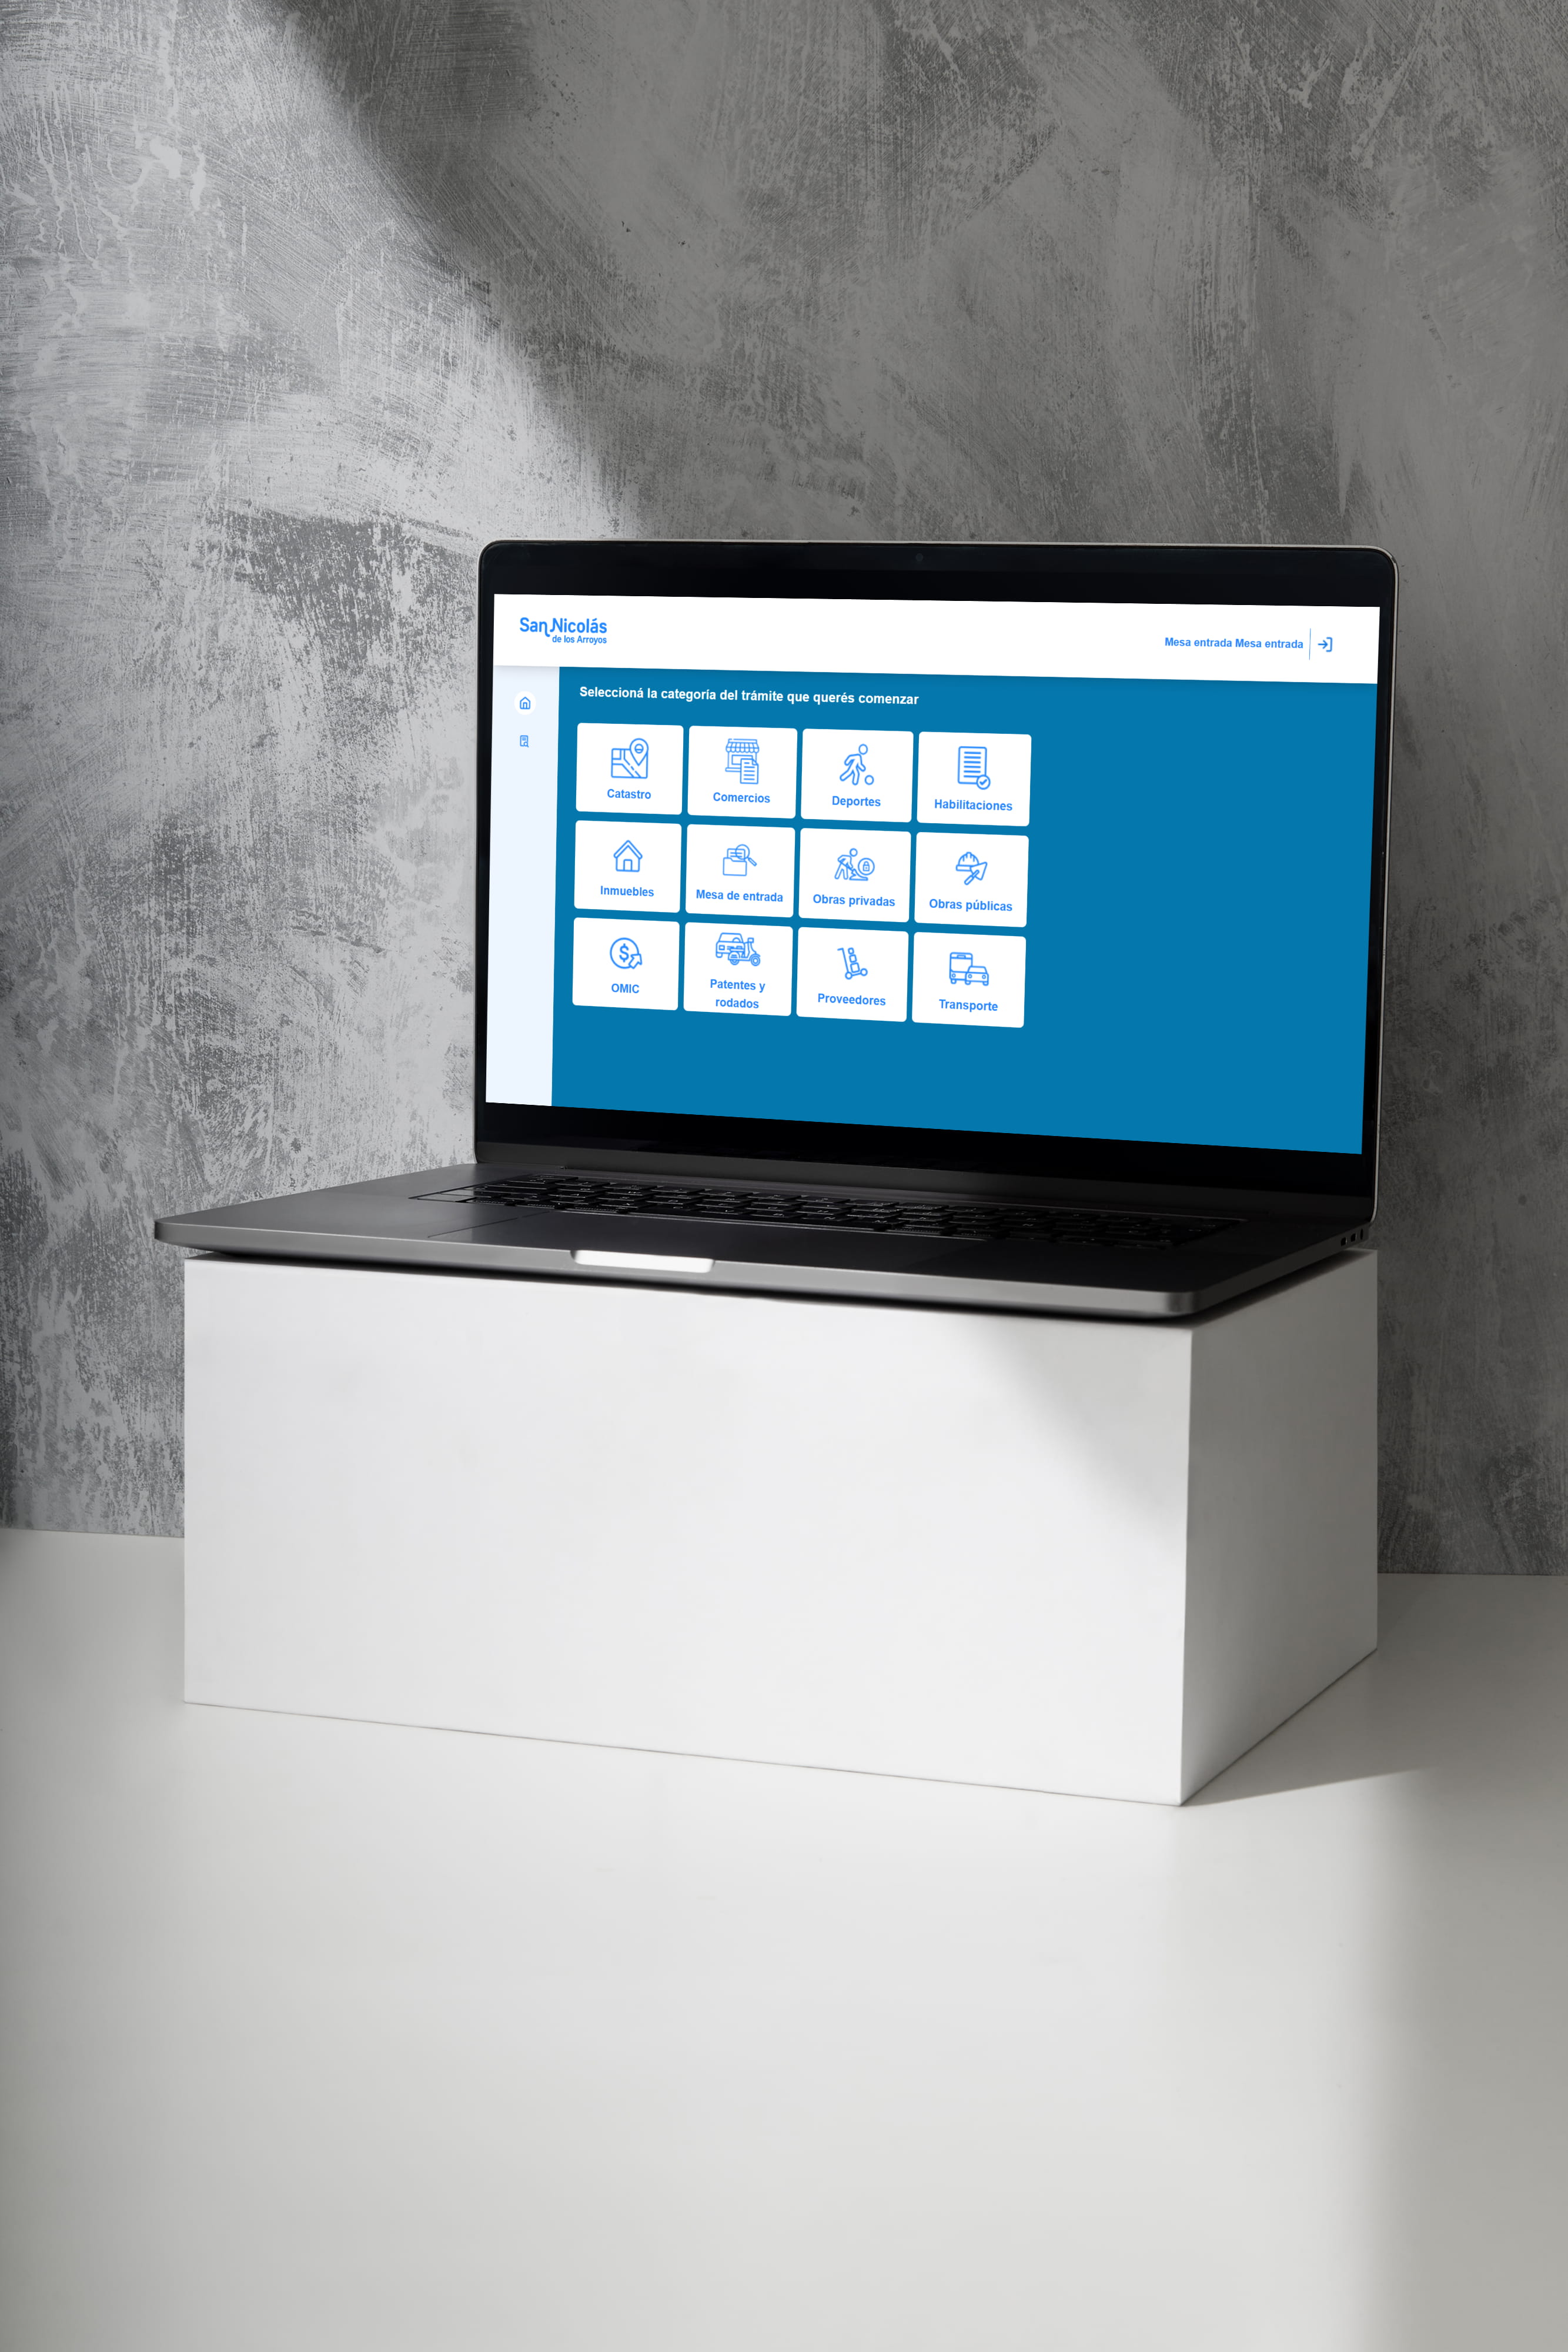 San Nicolás
de los Arroyos
Mesa entrada Mesa entrada
Seleccioná la categoría del trámite que querés comenzar
Catastro
Comercios
Deportes
Habilitaciones
Inmuebles
Mesa de entrada
Obras privadas
Obras públicas
OMIC
Patentes y
rodados
Proveedores
Transporte